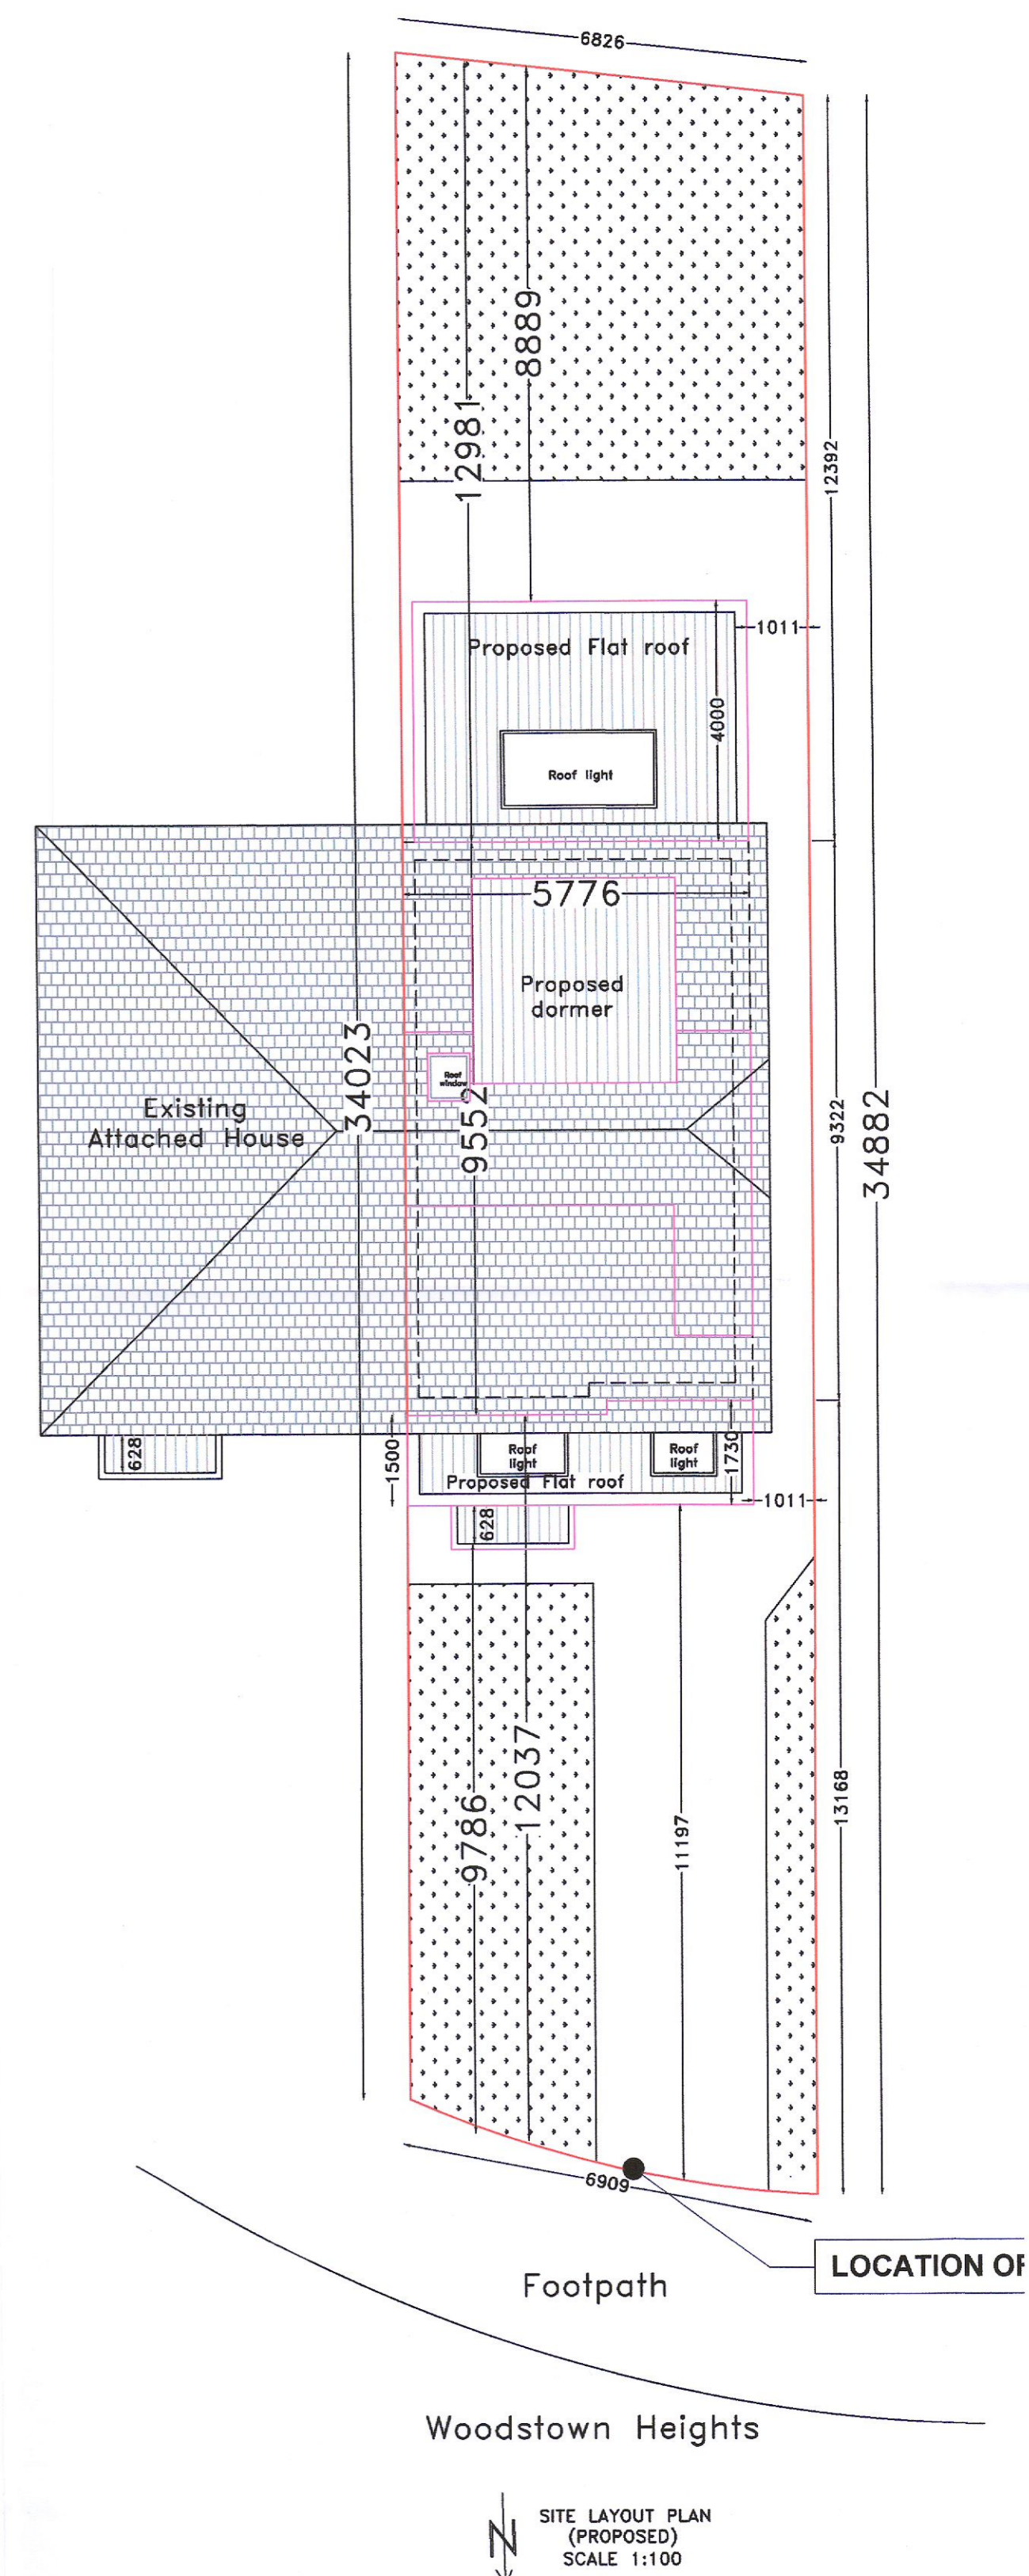 6826
8889
12981
12392
Proposed Flat roof
1011
4000
Roof light
5776
Proposed
dormer
34023
Roof
window
9552
Existing
Attached House
9322
34882
628
1500
Roof
light
Roof
light
1730
Proposed Flat roof
1011
628
9786
12037
11197
13168
6909
LOCATION OF
Footpath
Woodstown Heights
N
SITE LAYOUT PLAN
(PROPOSED)
SCALE 1:100